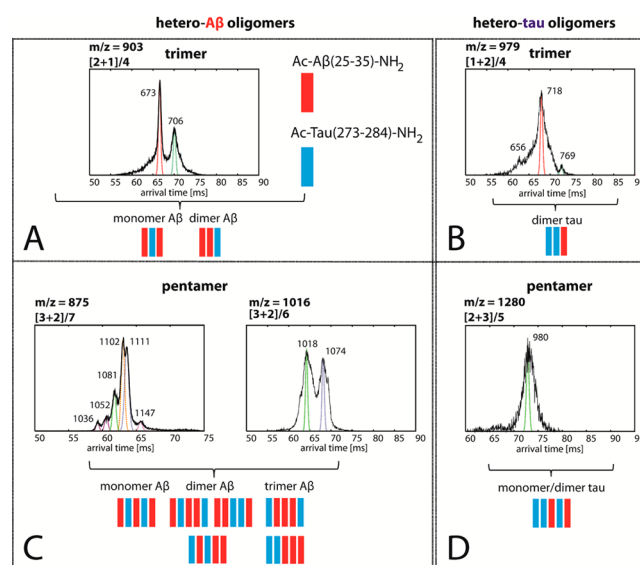 hetero-Aβ oligomers
hetero-tau oligomers
m/z = 903
[2+1]/4
trimer
673
706
50 55 60 65 70 75 80 85 90
arrival time [ms]
monomer Aβ dimer Aβ
A
Ac-Aβ(25-35)-NH2
Ac-Tau(273-284)-NH2
m/z = 979
[1+2]/4
trimer
718
656
769
50 55 60 65 70 75 80 85 9
arrival time [ms]
dimer tau
B
pentamer
m/z = 875
[3+2]/7
1102
1111
1081
1052
1036
1147
50 55 60 65 70 75
arrival time [ms]
m/z = 1016
[3+2]/6
1018
1074
50 55 60 65 70 75 80 85 90
arrival time [ms]
monomer Aβ dimer Aβ trimer Aβ
C
pentamer
m/z = 1280
[2+3]/5
980
50 55 60 65 70 75 80 85 90
arrival time [ms]
monomer/dimer tau
D